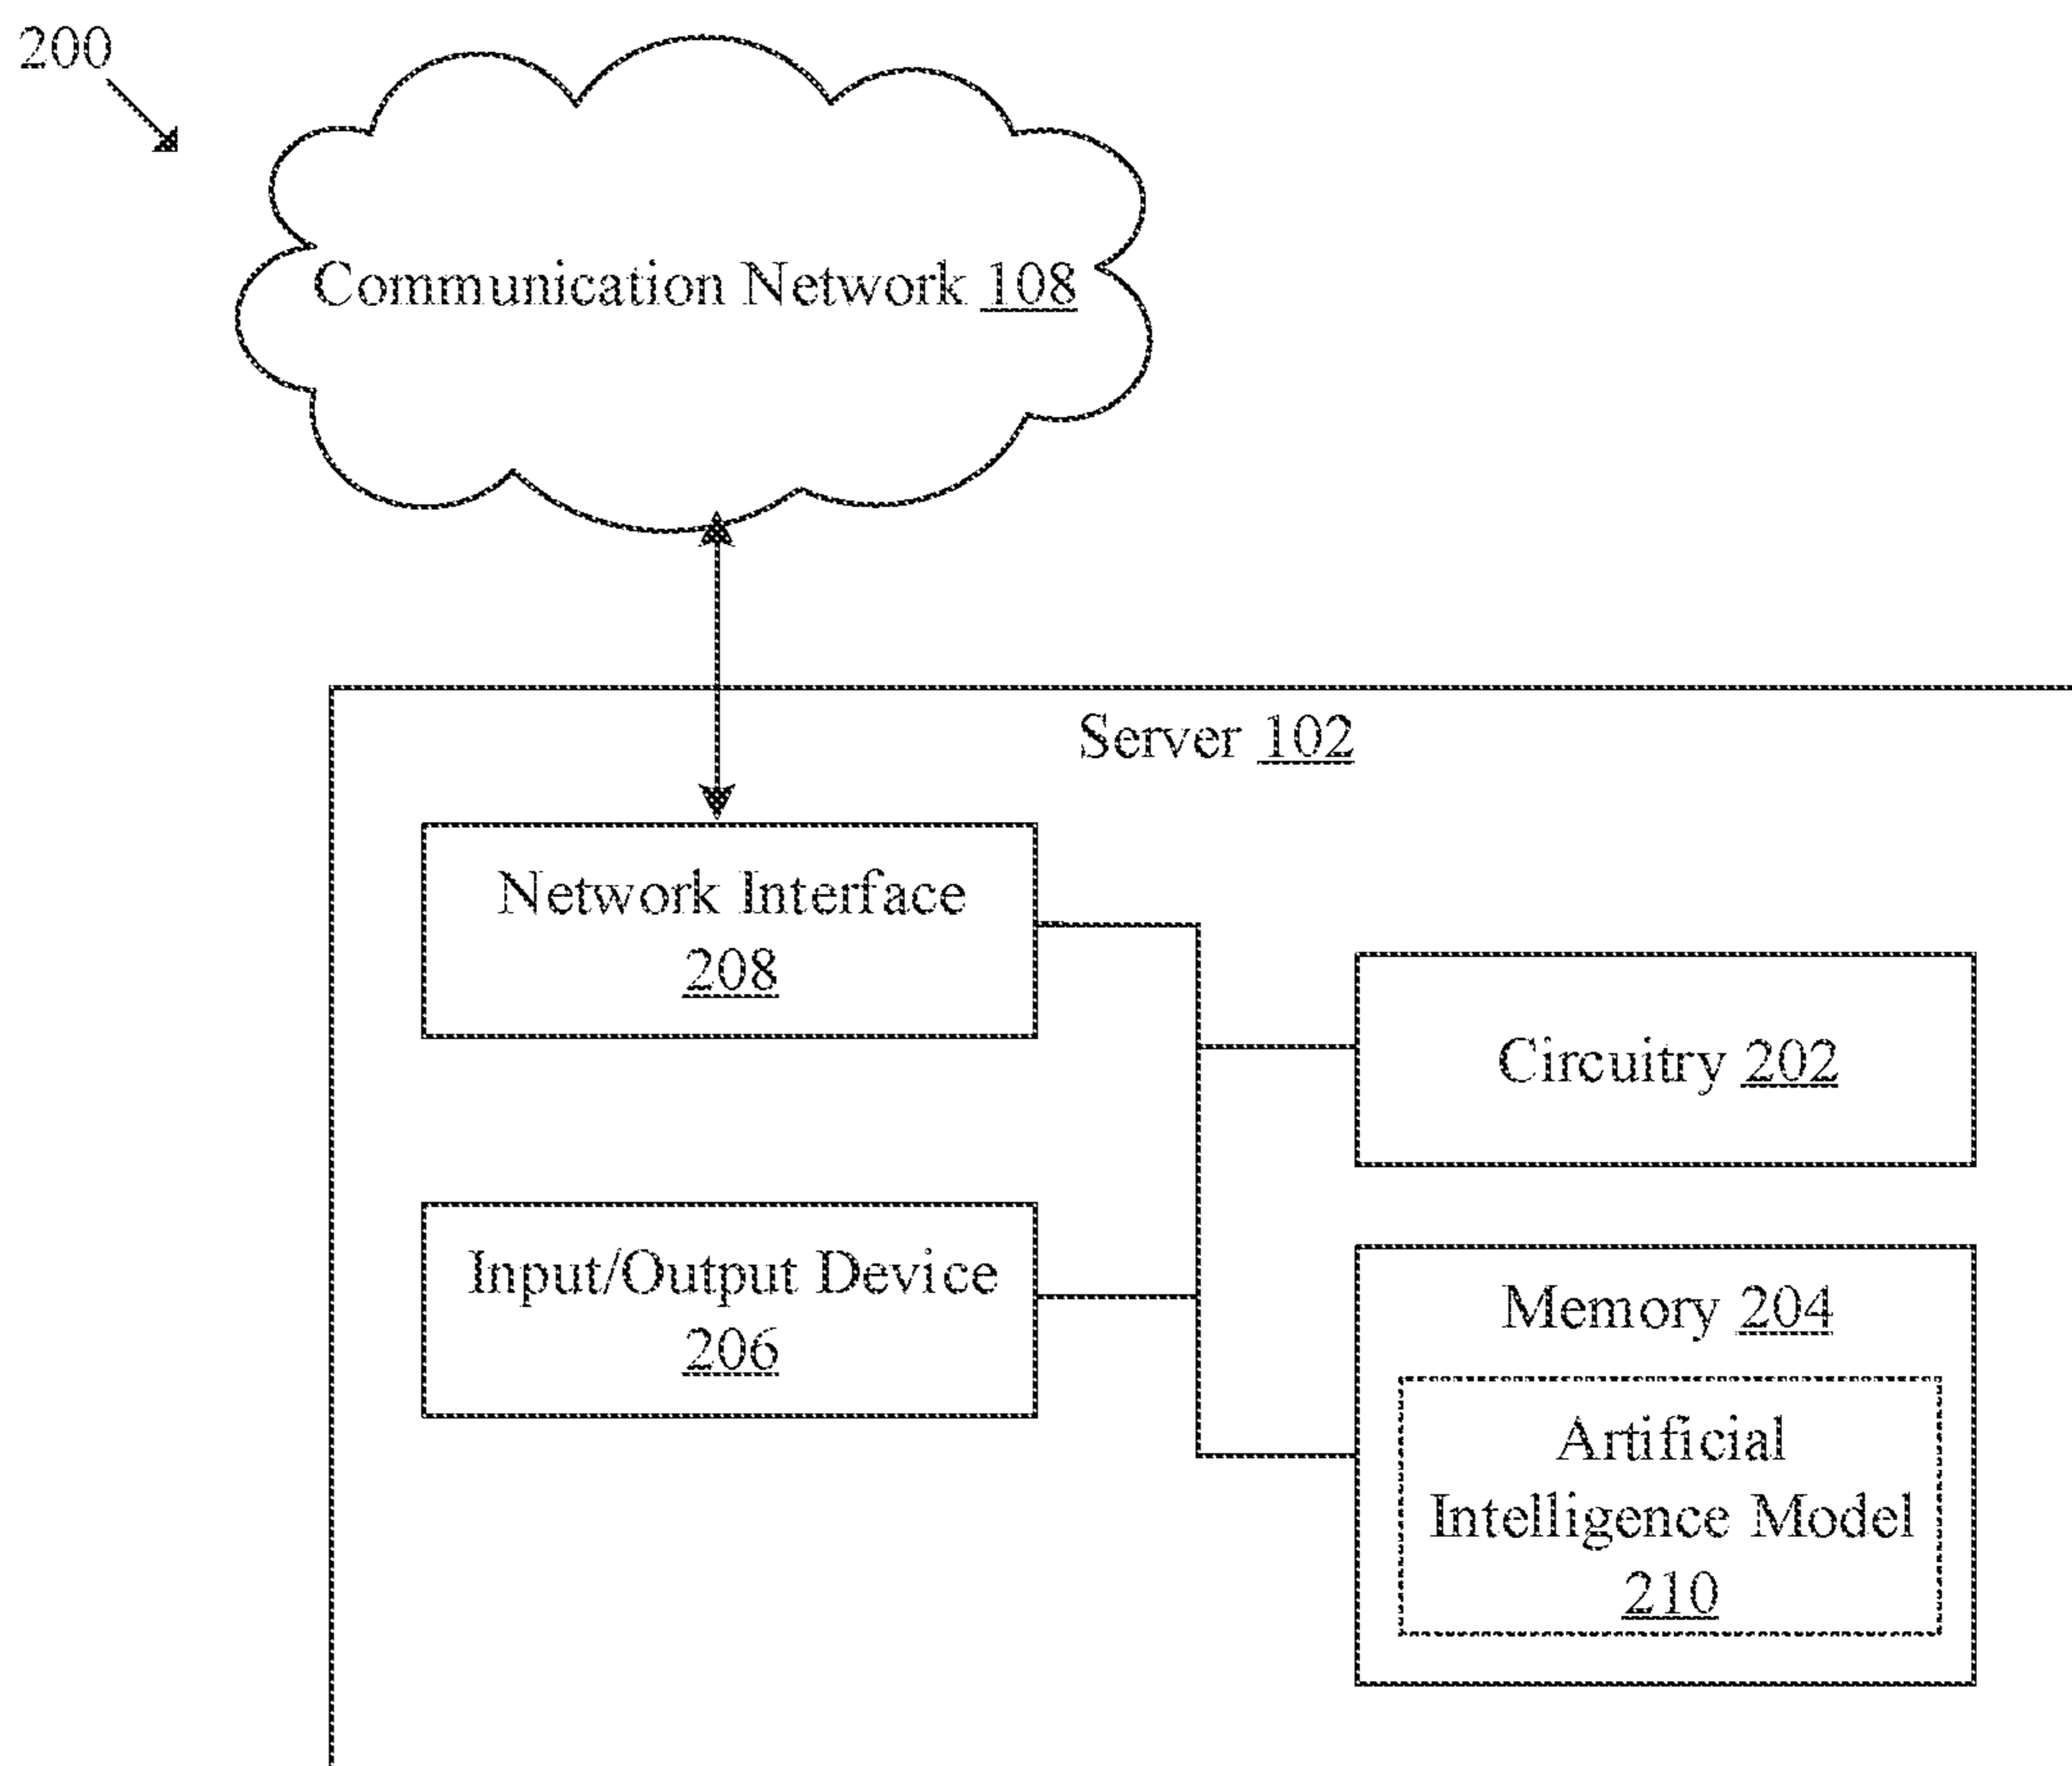 200
Communication Network 108
Server 102
Network Interface
208
Circuitry 202
Input/Output Device
206
Memory 204
Artificial
Intelligence Model
210